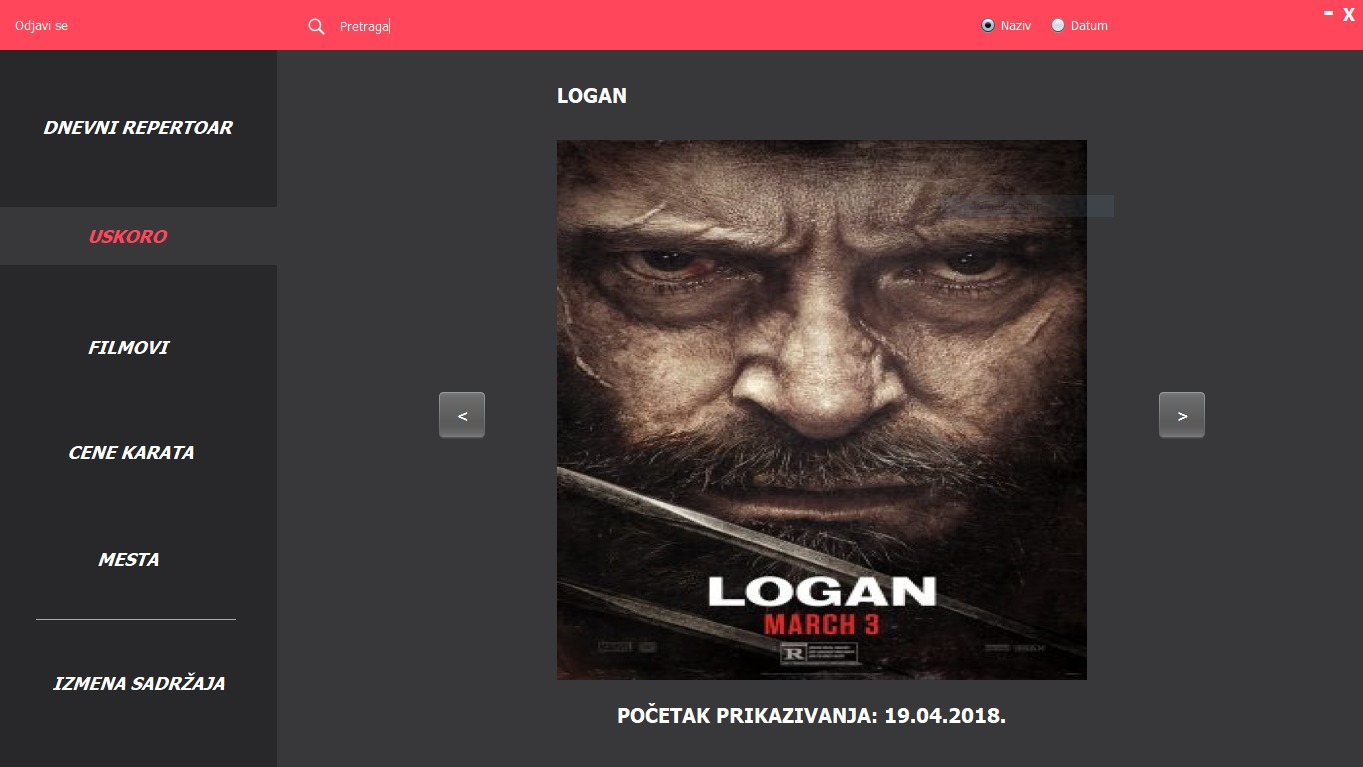 Odjavi se
Pretraga
Naziv
Datum
- X
DNEVNI REPERTOAR
USKORO
FILMOVI
CENE KARATA
MESTA
IZMENA SADRŽAJA
LOGAN
<
>
LOGAN
MARCH 3
R
POČETAK PRIKAZIVANJA: 19.04.2018.